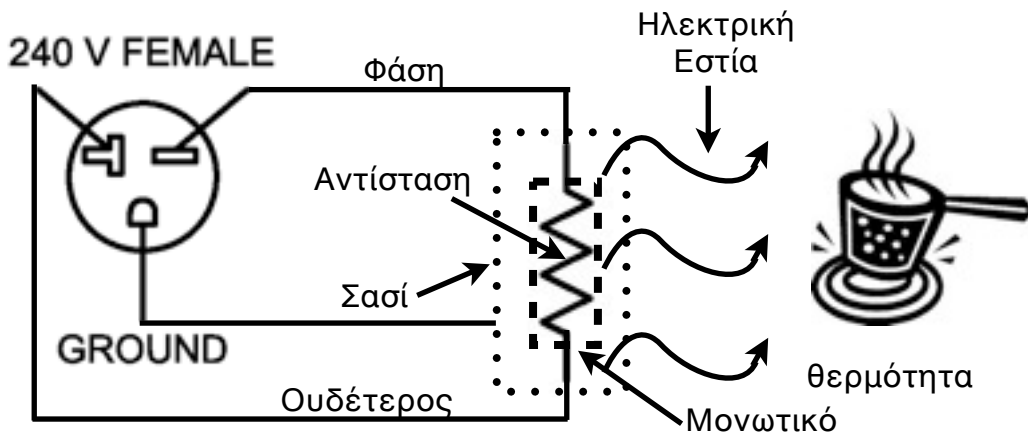 240 V FEMALE
Φάση
Ηλεκτρική
Εστία
Αντίσταση
Σασί
GROUND
Ουδέτερος
Μονωτικό
θερμότητα